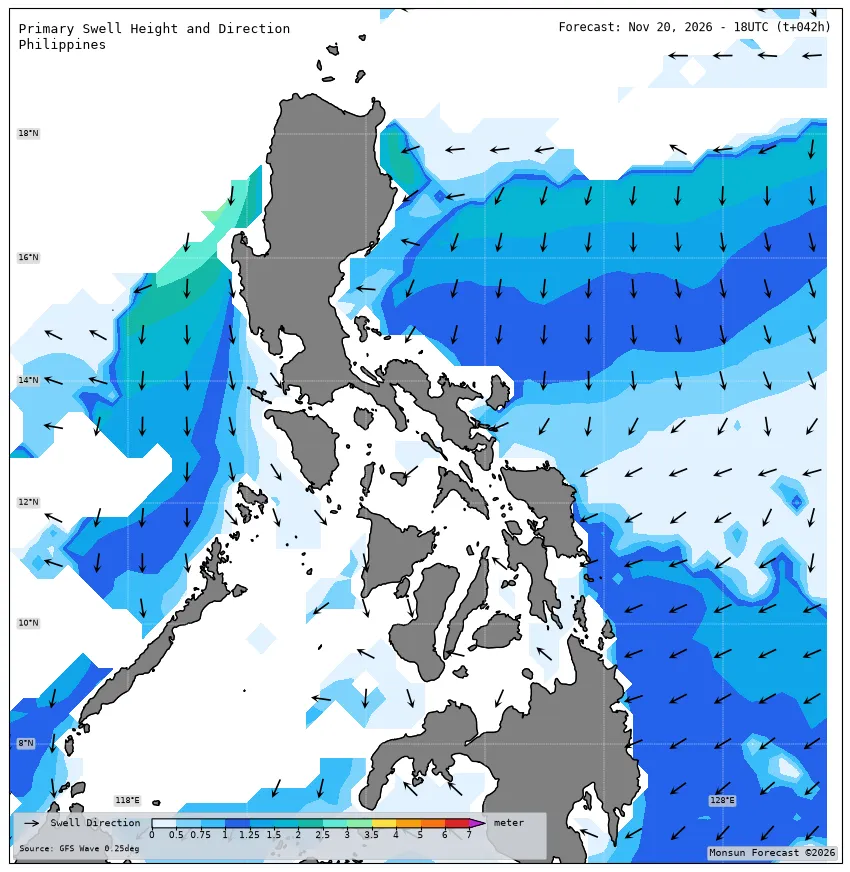 Primary Swell Height and Direction
Philippines
Forecast: Nov 20, 2026 - 18UTC (t+042h)
18°N
16°N
14°N
12°N
10°N
8°N
118°E
128°E
Swell Direction
meter
0 0.5 0.75 1 1.25 1.5 2 2.5 3 3.5 4 5 6 7
Source: GFS Wave 0.25deg
Monsun Forecast ©2026